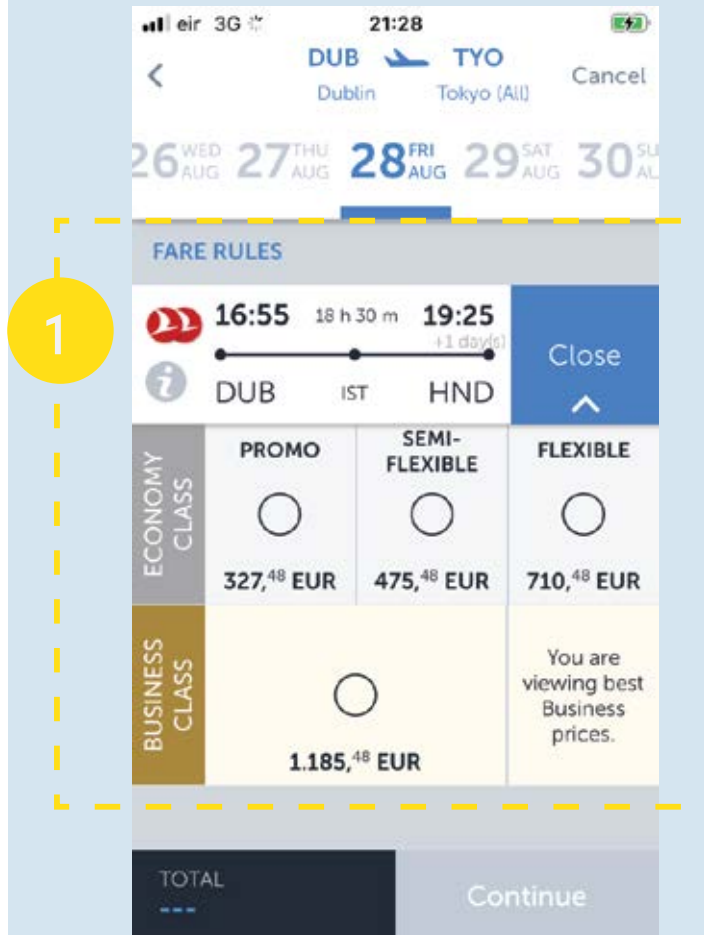 eir 3G 21:28
DUB TYO
Dublin Tokyo (All)
Cancel
26 WED AUG 27 THU AUG 28 FRI AUG 29 SAT AUG 30 SU AU
FARE RULES
1
16:55 18 h 30 m 19:25
+1 day(s)
DUB IST HND
Close
ECONOMY CLASS
PROMO
327,48 EUR
SEMI-
FLEXIBLE
475,48 EUR
FLEXIBLE
710,48 EUR
BUSINESS CLASS
1.185,48 EUR
You are
viewing best
Business
prices.
TOTAL
---
Continue